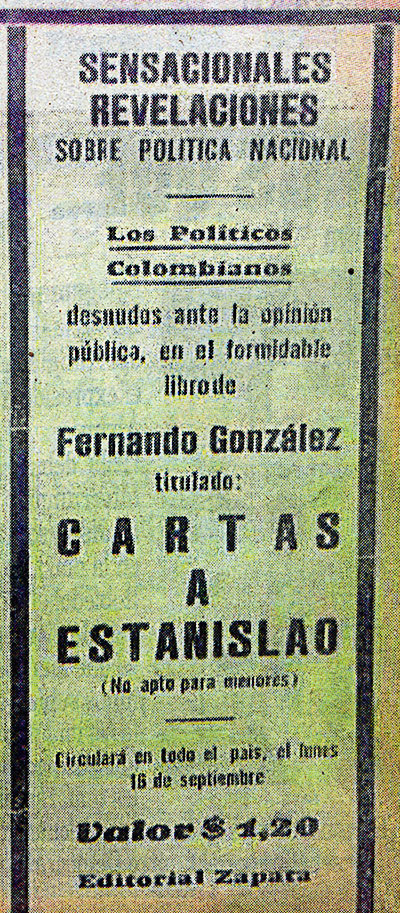 SENSACIONALES
REVELACIONES
SOBRE POLITICA NACIONAL
Los Politicos
Colombianos
desnudos ante la opinión
pública, en el formidable
libro de
Fernando González
titulado:
CARTAS
A
ESTANISLAO
(No apto para menores)
Circulará en todo el país, el lunes
16 de septiembre
Valor $ 1,20
Editorial Zapata